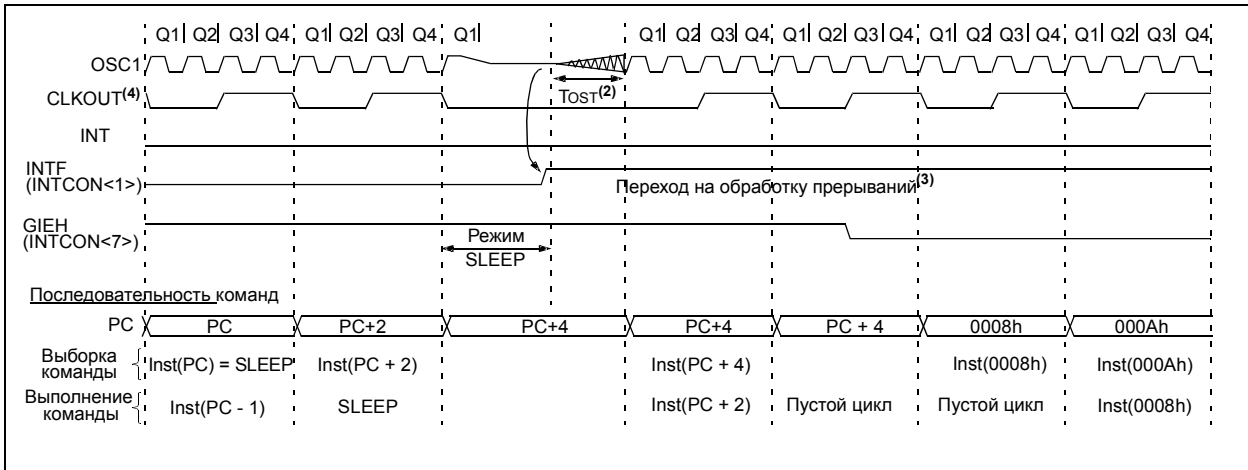 Q1 Q2 Q3 Q4 Q1 Q2 Q3 Q4 Q1 Q1 Q2 Q3 Q4 Q1 Q2 Q3 Q4 Q1 Q2 Q3 Q4 Q1 Q2 Q3 Q4
OSC1
CLKOUT(4) TOST(2)
INT
INTF
(INTCON<1>) Переход на обработку прерываний(3)
GIEH
(INTCON<7>)
Режим
SLEEP
Последовательность команд
PC PC PC+2 PC+4 PC+4 PC + 4 0008h 000Ah
Выборка
команды
Inst(PC) = SLEEP Inst(PC + 2) Inst(PC + 4) Inst(0008h) Inst(000Ah)
Выполнение
команды
Inst(PC - 1) SLEEP Inst(PC + 2) Пустой цикл Пустой цикл Inst(0008h)